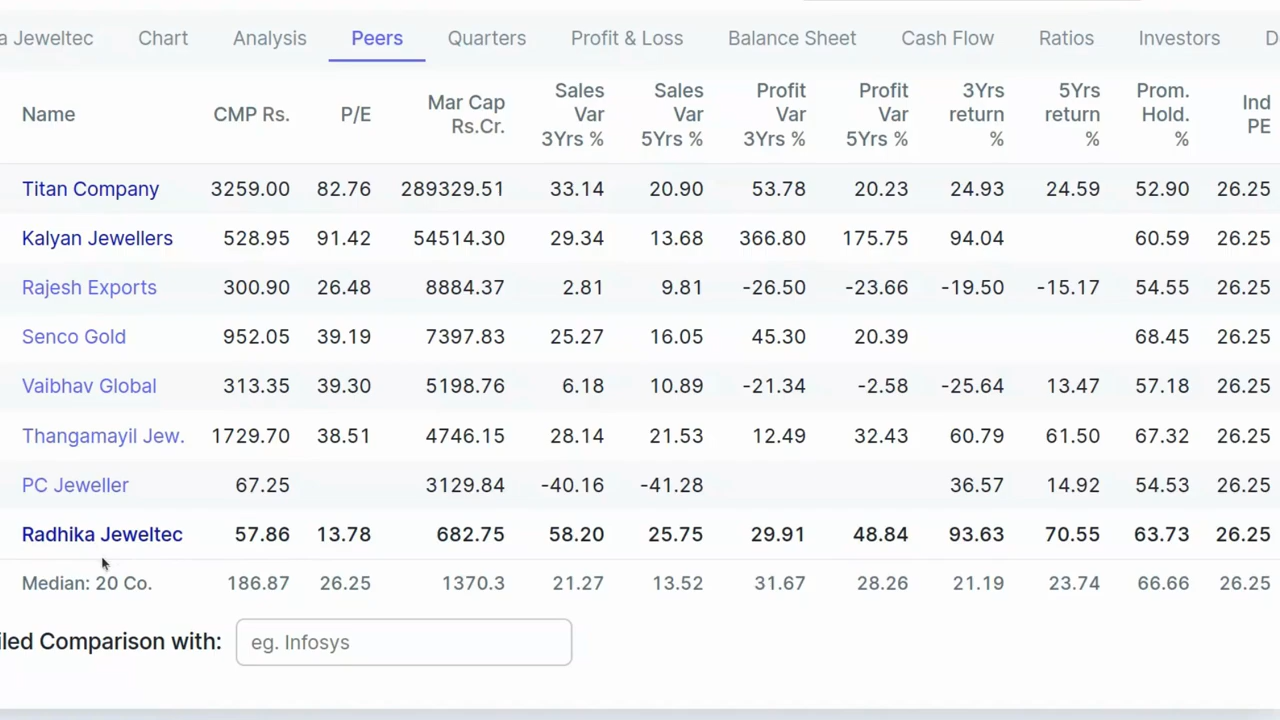 a Jeweltec Chart Analysis Peers Quarters Profit & Loss Balance Sheet Cash Flow Ratios Investors D
Name CMP Rs. P/E Mar Cap Rs.Cr. Sales Var 3Yrs % Sales Var 5Yrs % Profit Var 3Yrs % Profit Var 5Yrs % 3Yrs return % 5Yrs return % Prom. Hold. % Ind PE
Titan Company 3259.00 82.76 289329.51 33.14 20.90 53.78 20.23 24.93 24.59 52.90 26.25
Kalyan Jewellers 528.95 91.42 54514.30 29.34 13.68 366.80 175.75 94.04 60.59 26.25
Rajesh Exports 300.90 26.48 8884.37 2.81 9.81 -26.50 -23.66 -19.50 -15.17 54.55 26.25
Senco Gold 952.05 39.19 7397.83 25.27 16.05 45.30 20.39 68.45 26.25
Vaibhav Global 313.35 39.30 5198.76 6.18 10.89 -21.34 -2.58 -25.64 13.47 57.18 26.25
Thangamayil Jew. 1729.70 38.51 4746.15 28.14 21.53 12.49 32.43 60.79 61.50 67.32 26.25
PC Jeweller 67.25 3129.84 -40.16 -41.28 36.57 14.92 54.53 26.25
Radhika Jeweltec 57.86 13.78 682.75 58.20 25.75 29.91 48.84 93.63 70.55 63.73 26.25
Median: 20 Co. 186.87 26.25 1370.3 21.27 13.52 31.67 28.26 21.19 23.74 66.66 26.25
iled Comparison with: eg. Infosys